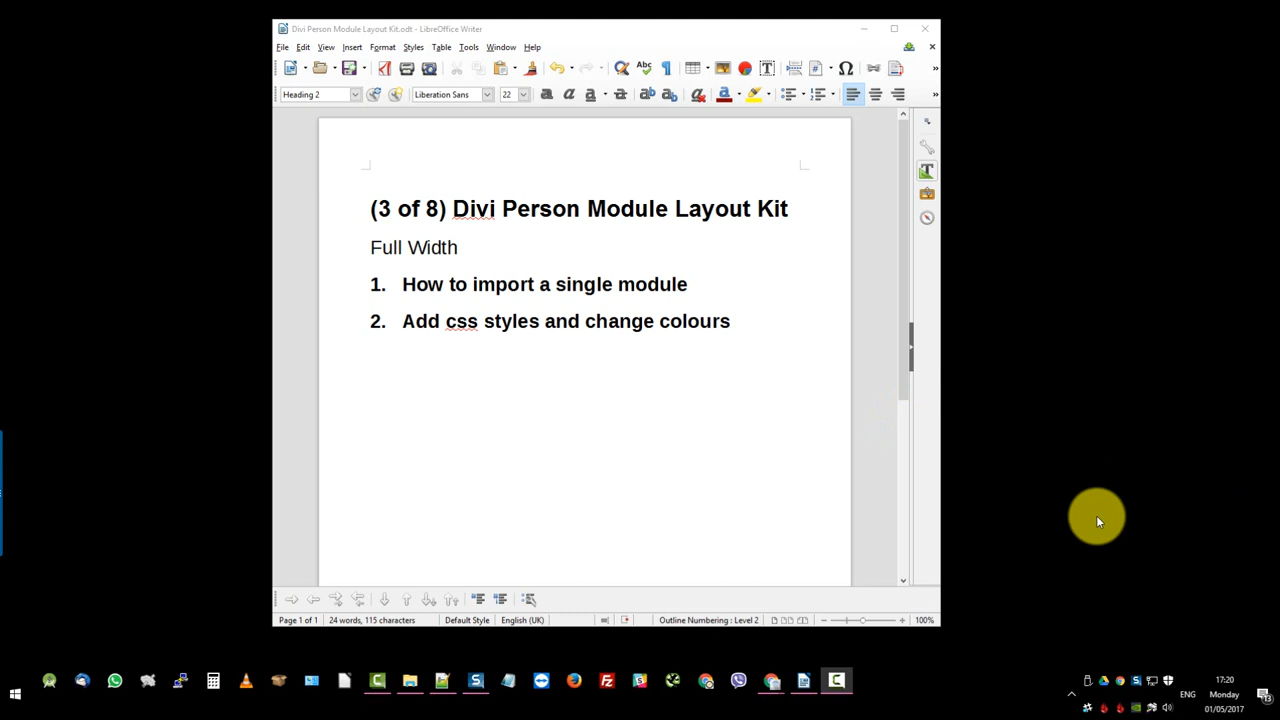 Divi Person Module Layout Kit.odt - LibreOffice Writer
File Edit View Insert Format Styles Table Tools Window Help
Heading 2 Liberation Sans 22
(3 of 8) Divi Person Module Layout Kit
Full Width
1. How to import a single module
2. Add css styles and change colours
Page 1 of 1 24 words, 115 characters Default Style English (UK) Outline Numbering : Level 2 100%
17:20
ENG Monday
01/05/2017